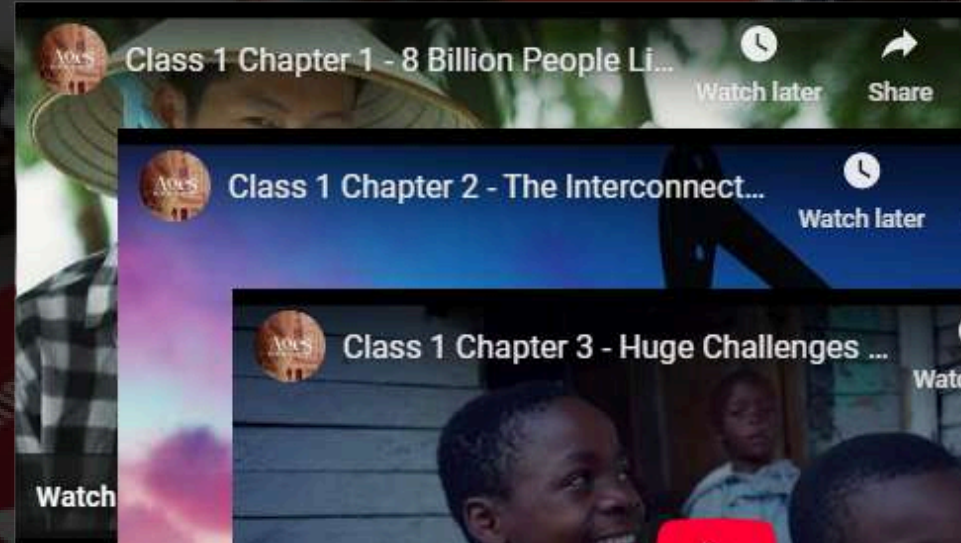 Class 1 Chapter 1 - 8 Billion People Li...
Watch later
Share
Class 1 Chapter 2 - The Interconnect...
Watch later
Class 1 Chapter 3 - Huge Challenges ...
Watc
Watch